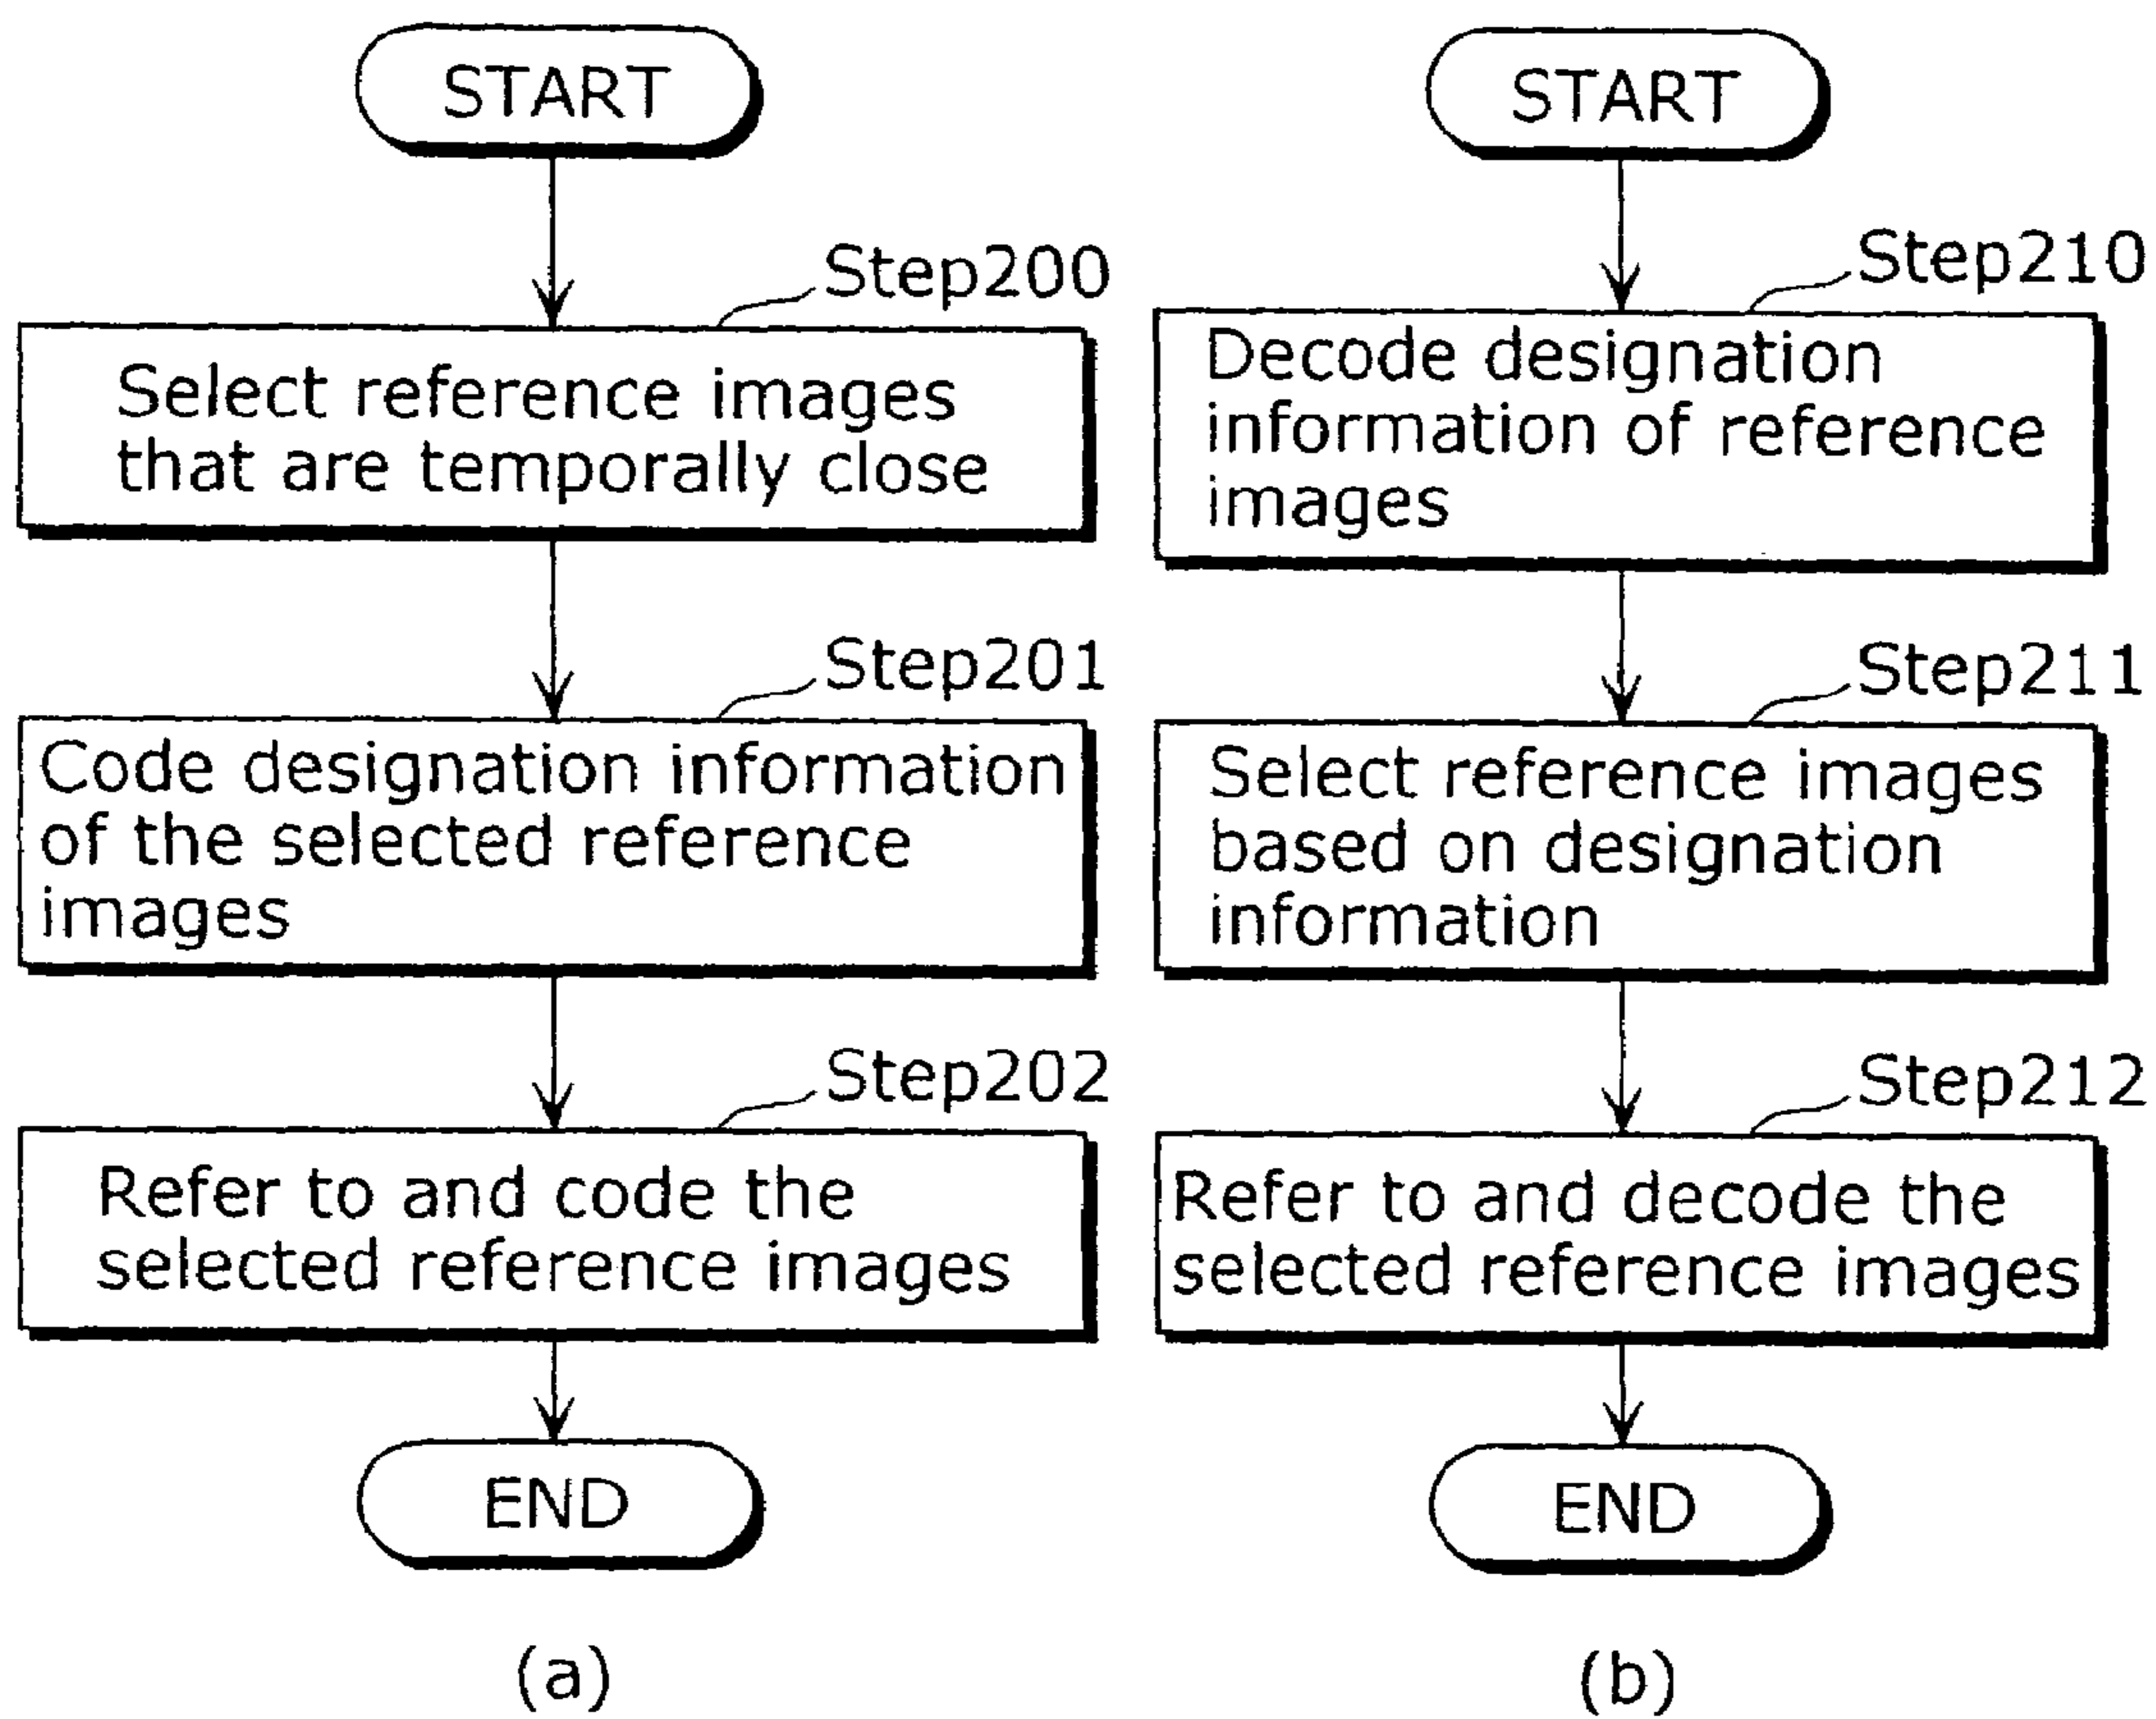 START
Step200
Select reference images
that are temporally close
Step201
Code designation information
of the selected reference
images
Step202
Refer to and code the
selected reference images
END
(a)
START
Step210
Decode designation
information of reference
images
Step211
Select reference images
based on designation
information
Step212
Refer to and decode the
selected reference images
END
(b)